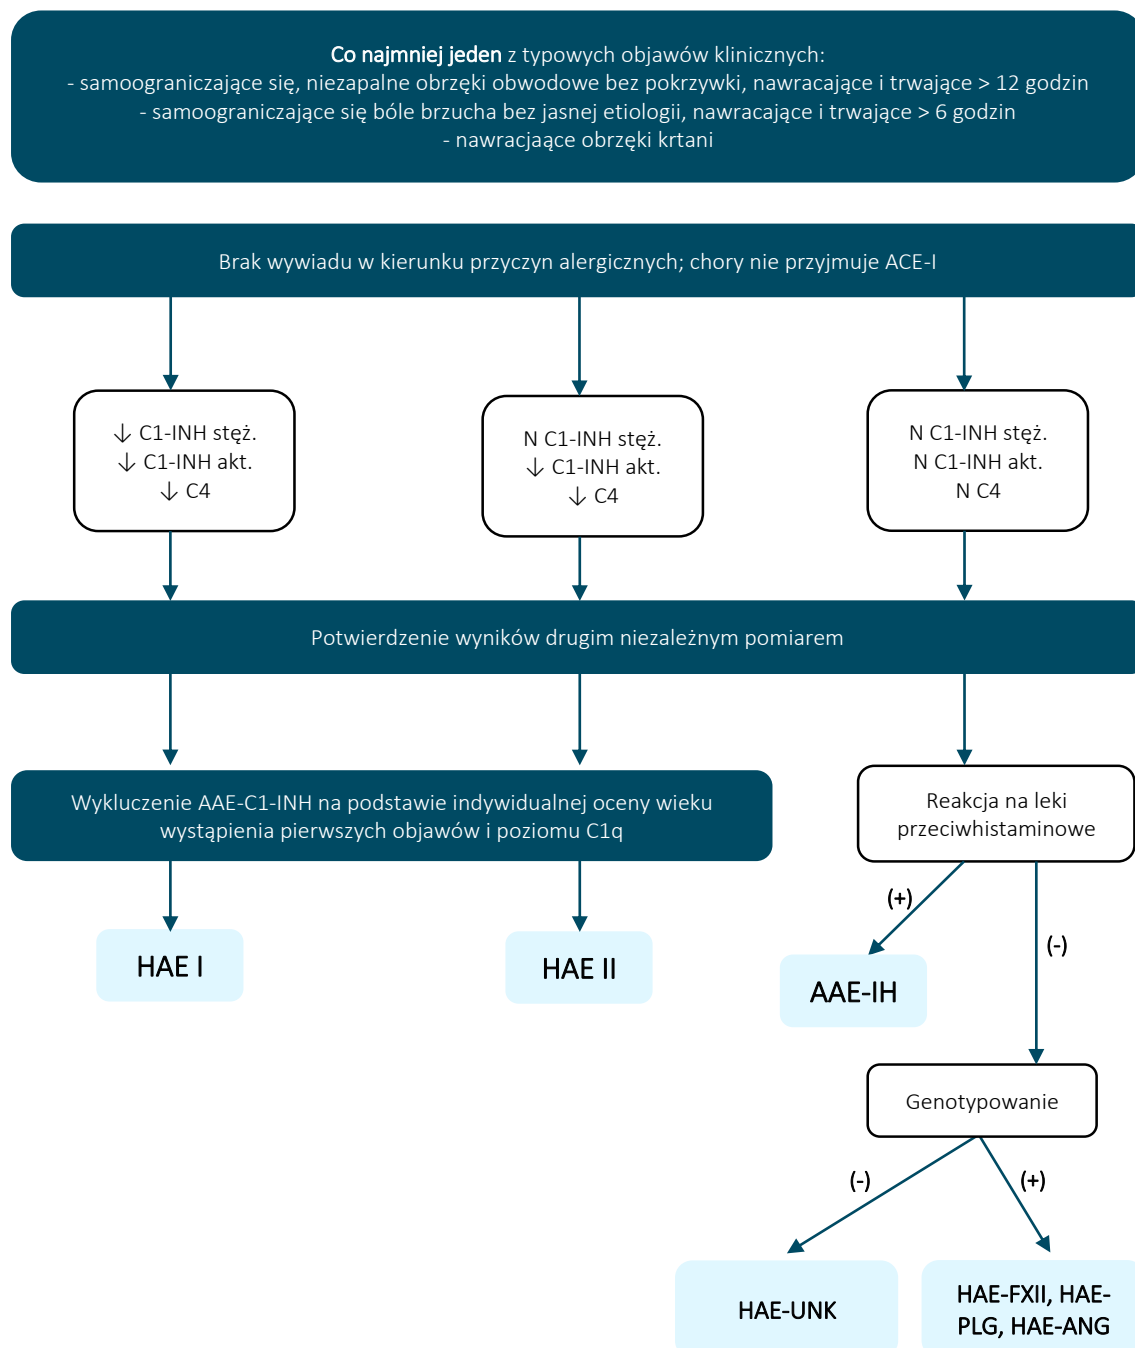 Co najmniej jeden z typowych objawów klinicznych:
- samoograniczające się, niezapalne obrzęki obwodowe bez pokrzywki, nawracające i trwające > 12 godzin
- samoograniczające się bóle brzucha bez jasnej etiologii, nawracające i trwające > 6 godzin
- nawracjaące obrzęki krtani
Brak wywiadu w kierunku przyczyn alergicznych; chory nie przyjmuje ACE-I
↓ C1-INH stęż.
↓ C1-INH akt.
↓ C4
N C1-INH stęż.
↓ C1-INH akt.
↓ C4
N C1-INH stęż.
N C1-INH akt.
N C4
Potwierdzenie wyników drugim niezależnym pomiarem
Wykluczenie AAE-C1-INH na podstawie indywidualnej oceny wieku
wystąpienia pierwszych objawów i poziomu C1q
Reakcja na leki
przeciwhistaminowe
(+)
(-)
HAE I
HAE II
AAE-IH
Genotypowanie
(-)
(+)
HAE-UNK
HAE-FXII, HAE-
PLG, HAE-ANG